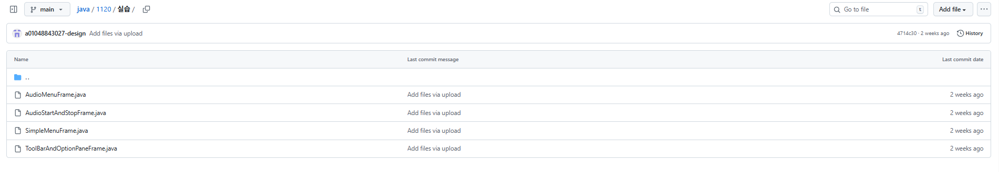 main java / 1120 / 실습 / Go to file t Add file ...
a01048843027-design Add files via upload 4714c30 · 2 weeks ago History
Name Last commit message Last commit date
..
AudioMenuFrame.java Add files via upload 2 weeks ago
AudioStartAndStopFrame.java Add files via upload 2 weeks ago
SimpleMenuFrame.java Add files via upload 2 weeks ago
ToolBarAndOptionPaneFrame.java Add files via upload 2 weeks ago